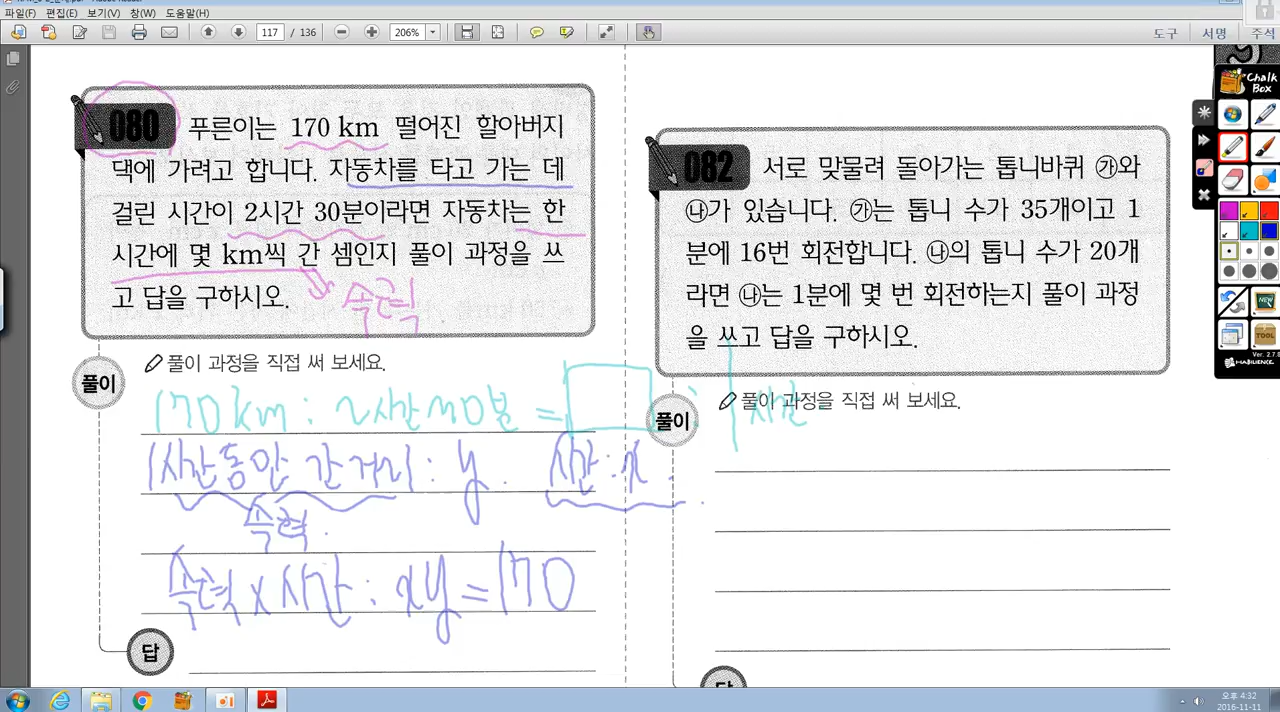 파일(F) 편집(E) 보기(V) 창(W) 도움말(H)
117 / 136 206% 도구 서명 주석
Chalk Box
Ver. 2.7.8
MABILIENCE
080 푸른이는 170 km 떨어진 할아버지
댁에 가려고 합니다. 자동차를 타고 가는 데
걸린 시간이 2시간 30분이라면 자동차는 한
시간에 몇 km씩 간 셈인지 풀이 과정을 쓰
고 답을 구하시오.
속력
풀이 풀이 과정을 직접 써 보세요.
170km : 2시간 30분 = : 1시간
1시간동안 간 거리 : y 시간 : x
속력
속력 x 시간 : xy = 170
답
082 서로 맞물려 돌아가는 톱니바퀴 ㉮와
㉯가 있습니다. ㉮는 톱니 수가 35개이고 1
분에 16번 회전합니다. ㉯의 톱니 수가 20개
라면 ㉯는 1분에 몇 번 회전하는지 풀이 과정
을 쓰고 답을 구하시오.
풀이 풀이 과정을 직접 써 보세요.
오후 4:32
2016-11-11